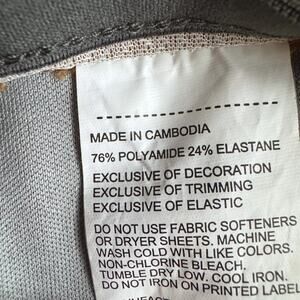 MADE IN CAMBODIA
76% POLYAMIDE 24% ELASTANE
EXCLUSIVE OF DECORATION
EXCLUSIVE OF TRIMMING
EXCLUSIVE OF ELASTIC
DO NOT USE FABRIC SOFTENERS
OR DRYER SHEETS. MACHINE
WASH COLD WITH LIKE COLORS.
NON-CHLORINE BLEACH.
TUMBLE DRY LOW. COOL IRON.
DO NOT IRON ON PRINTED LABEL